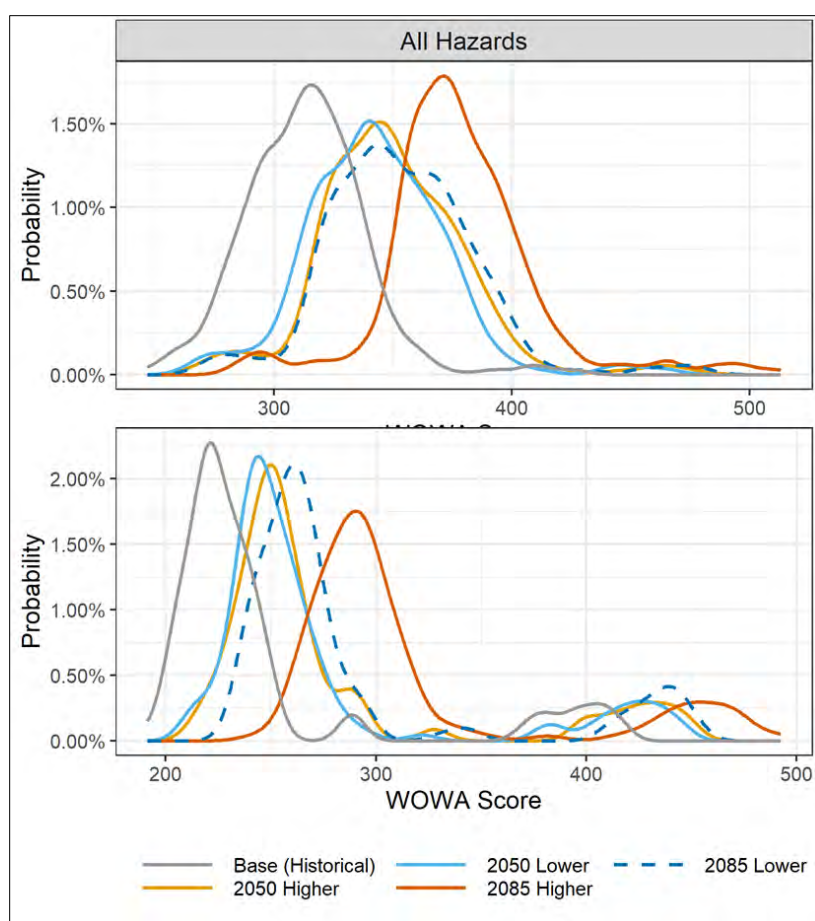 All Hazards
1.50%
1.00%
0.50%
0.00%
Probability
300 400 500
2.00%
1.50%
1.00%
0.50%
0.00%
Probability
200 300 400 500
WOWA Score
Base (Historical) 2050 Lower 2085 Lower
2050 Higher 2085 Higher